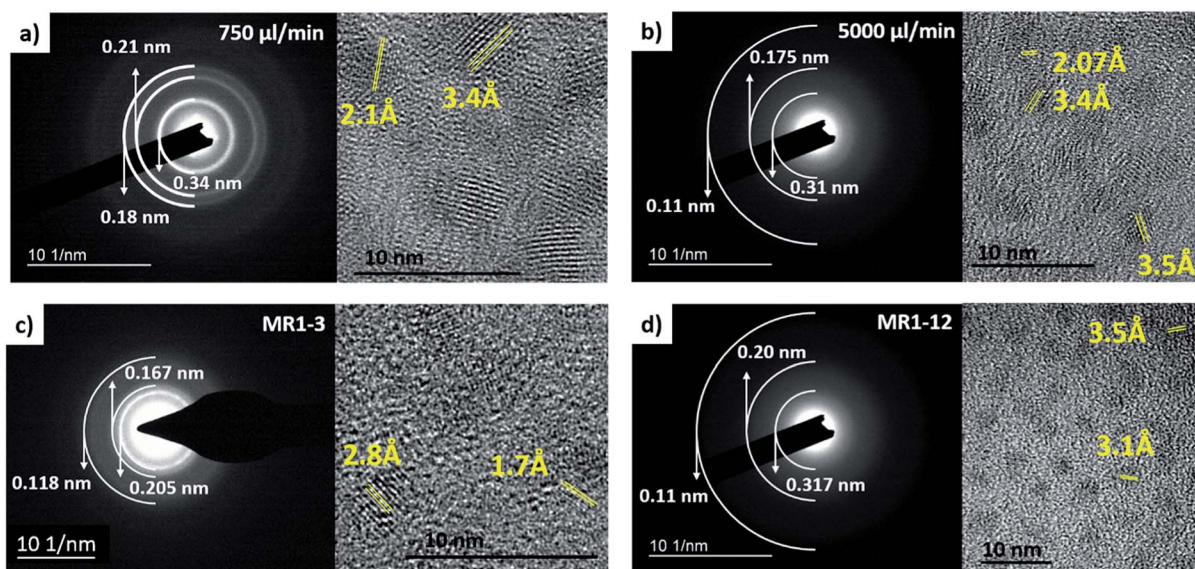 a)
750 µl/min
0.21 nm
0.34 nm
0.18 nm
10 1/nm
2.1Å
3.4Å
10 nm
b)
5000 µl/min
0.175 nm
0.31 nm
0.11 nm
10 1/nm
2.07Å
3.4Å
3.5Å
10 nm
c)
MR1-3
0.167 nm
0.118 nm
0.205 nm
10 1/nm
2.8Å
1.7Å
10 nm
d)
MR1-12
0.20 nm
0.317 nm
0.11 nm
10 1/nm
3.5Å
3.1Å
10 nm